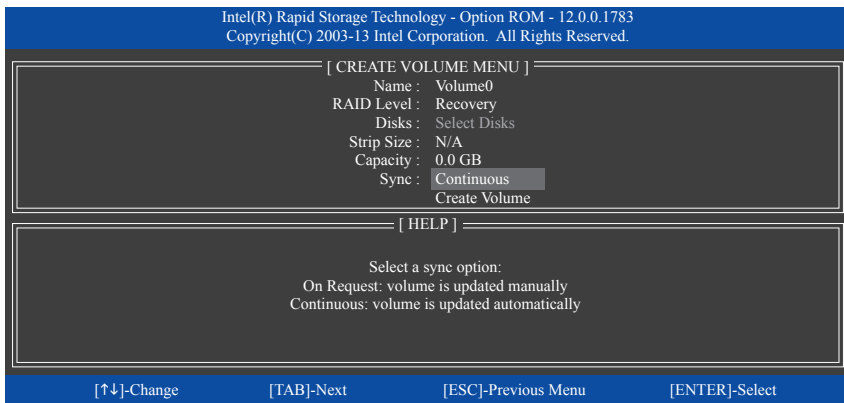 Intel(R) Rapid Storage Technology - Option ROM - 12.0.0.1783
Copyright(C) 2003-13 Intel Corporation. All Rights Reserved.
[ CREATE VOLUME MENU ]
Name : Volume0
RAID Level : Recovery
Disks : Select Disks
Strip Size : N/A
Capacity : 0.0 GB
Sync : Continuous
Create Volume
[ HELP ]
Select a sync option:
On Request: volume is updated manually
Continuous: volume is updated automatically
[↑↓]-Change [TAB]-Next [ESC]-Previous Menu [ENTER]-Select